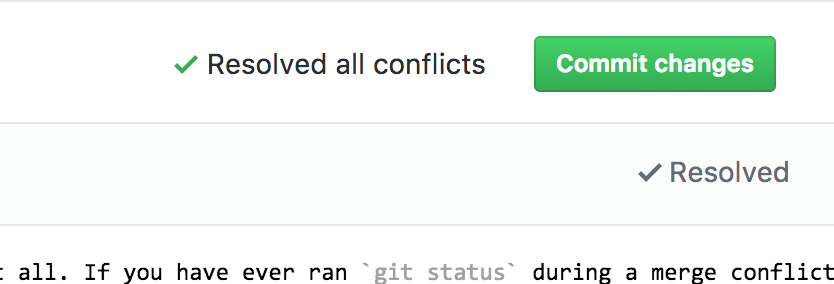 Resolved all conflicts Commit changes
Resolved
all. If you have ever ran `git status` during a merge conflict